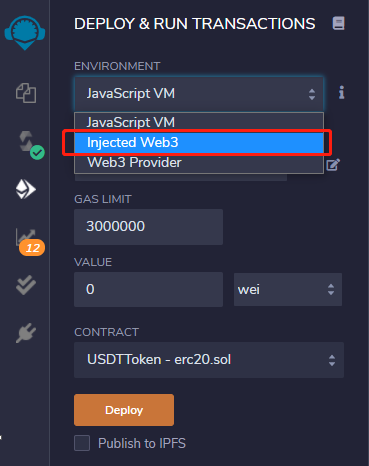 DEPLOY & RUN TRANSACTIONS
ENVIRONMENT
JavaScript VM
JavaScript VM
Injected Web3
Web3 Provider
GAS LIMIT
3000000
VALUE
0 wei
12
CONTRACT
USDTToken - erc20.sol
Deploy
Publish to IPFS